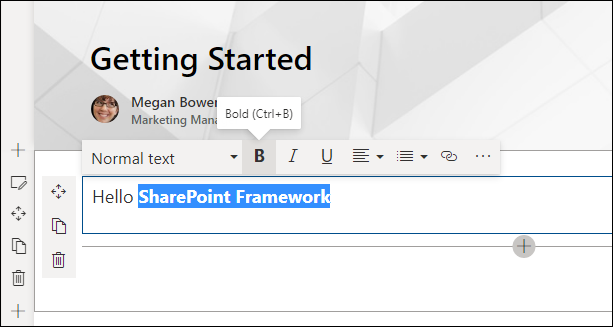 Getting Started
Megan Bowe
Marketing Mana
Bold (Ctrl+B)
Normal text
B I U
Hello SharePoint Framework